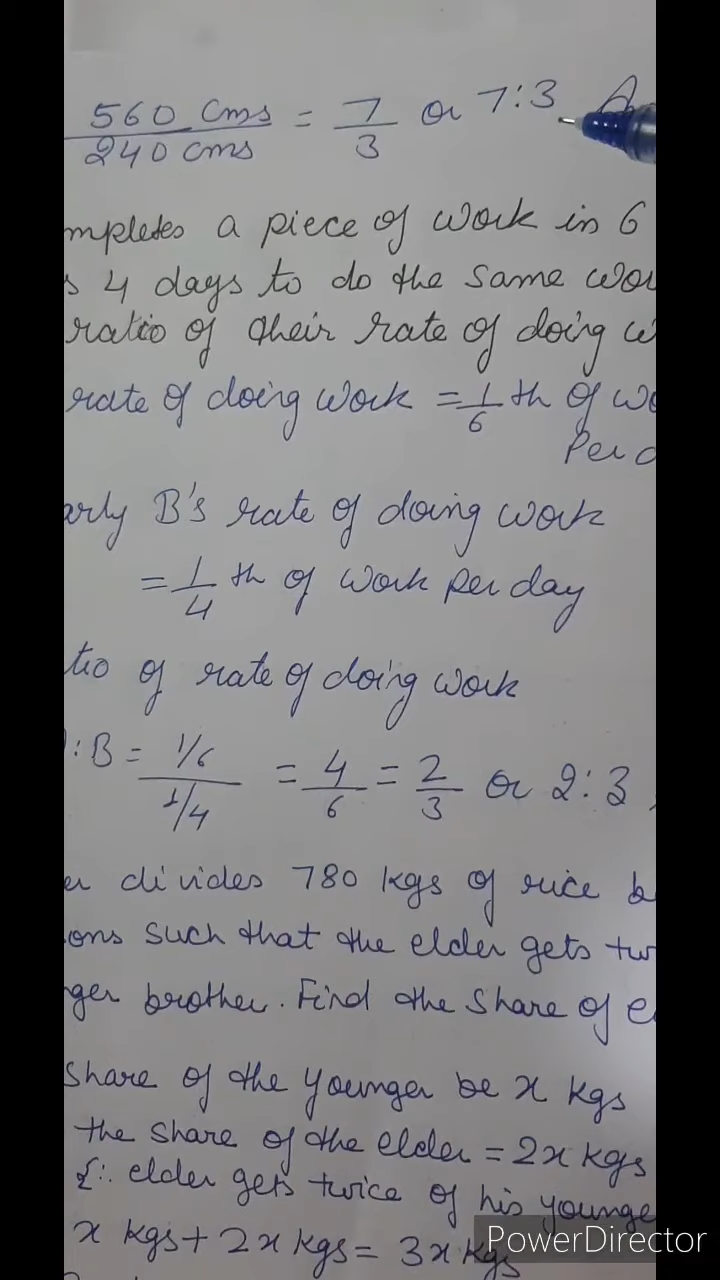 560 cms / 240 cms = 7/3 or 7:3
mpletes a piece of work in 6
s 4 days to do the same wor
ratio of their rate of doing w
rate of doing work = 1/6 th of wo
Per d
arly B's rate of doing work
= 1/4 th of work per day
tio of rate of doing work
: B = 1/6 / 1/4 = 4/6 = 2/3 or 2:3
er divides 780 kgs of rice b
ons such that the elder gets tw
ger brother. Find the share of e
share of the younger be x kgs
the share of the elder = 2x kgs
{∵ elder gets twice of his younge
x kgs + 2x kgs = 3x kgs
PowerDirector